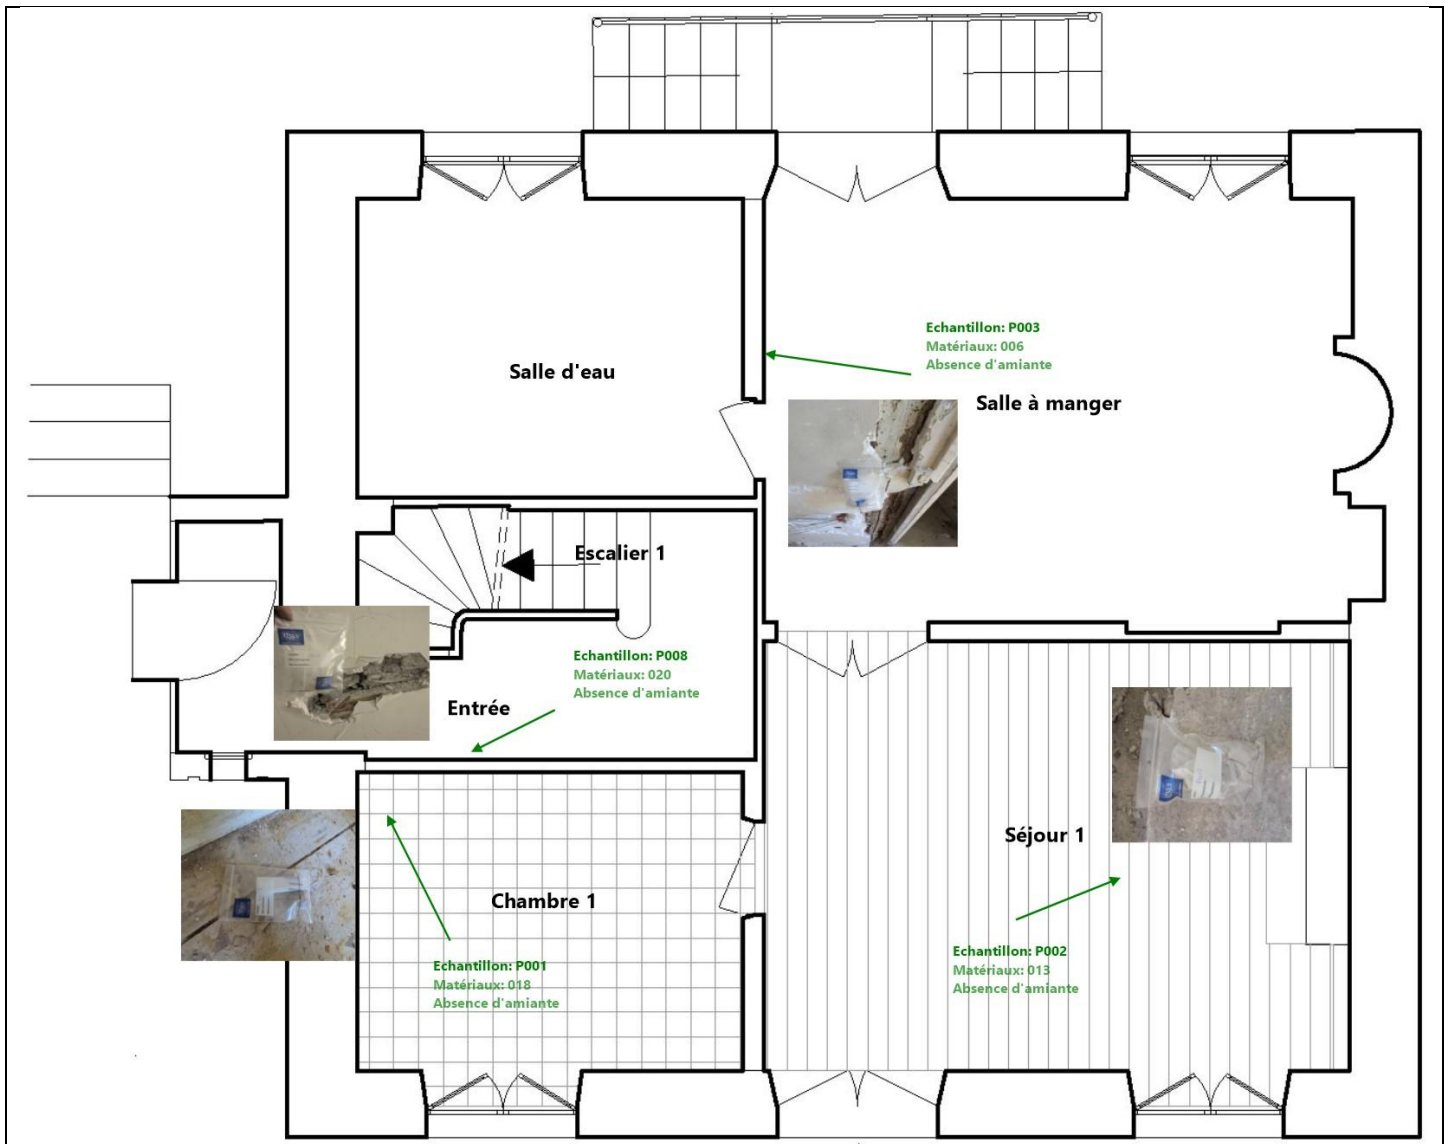 Echantillon: P003
Matériaux: 006
Absence d'amiante
Salle d'eau
Salle à manger
Escalier 1
Echantillon: P008
Matériaux: 020
Absence d'amiante
Entrée
Séjour 1
Chambre 1
Echantillon: P001
Matériaux: 018
Absence d'amiante
Echantillon: P002
Matériaux: 013
Absence d'amiante